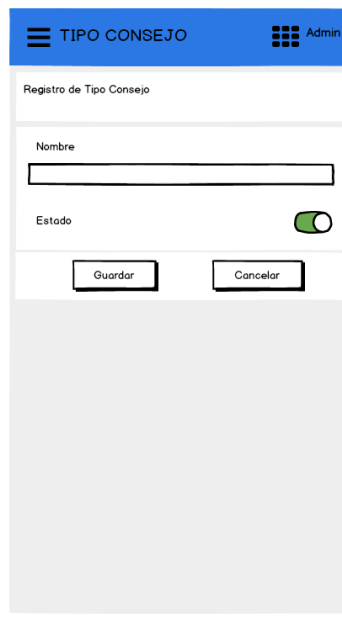 TIPO CONSEJO Admin
Registro de Tipo Consejo
Nombre
Estado
Guardar Cancelar